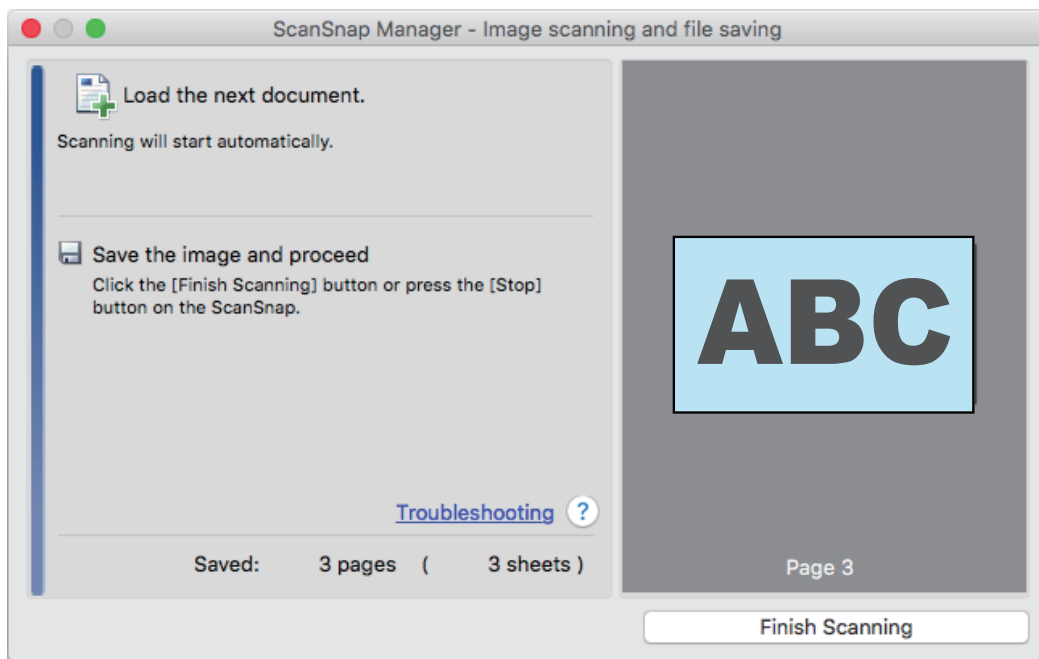 ScanSnap Manager - Image scanning and file saving
Load the next document.
Scanning will start automatically.
Save the image and proceed
Click the [Finish Scanning] button or press the [Stop]
button on the ScanSnap.
Troubleshooting ?
Saved: 3 pages ( 3 sheets )
ABC
Page 3
Finish Scanning